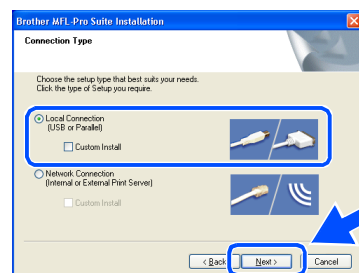 Brother MFL-Pro Suite Installation
Connection Type
Choose the setup type that best suits your needs.
Click the type of Setup you require.
Local Connection
(USB or Parallel)
Custom Install
Network Connection
(Internal or External Print Server)
Custom Install
< Back
Next >
Cancel